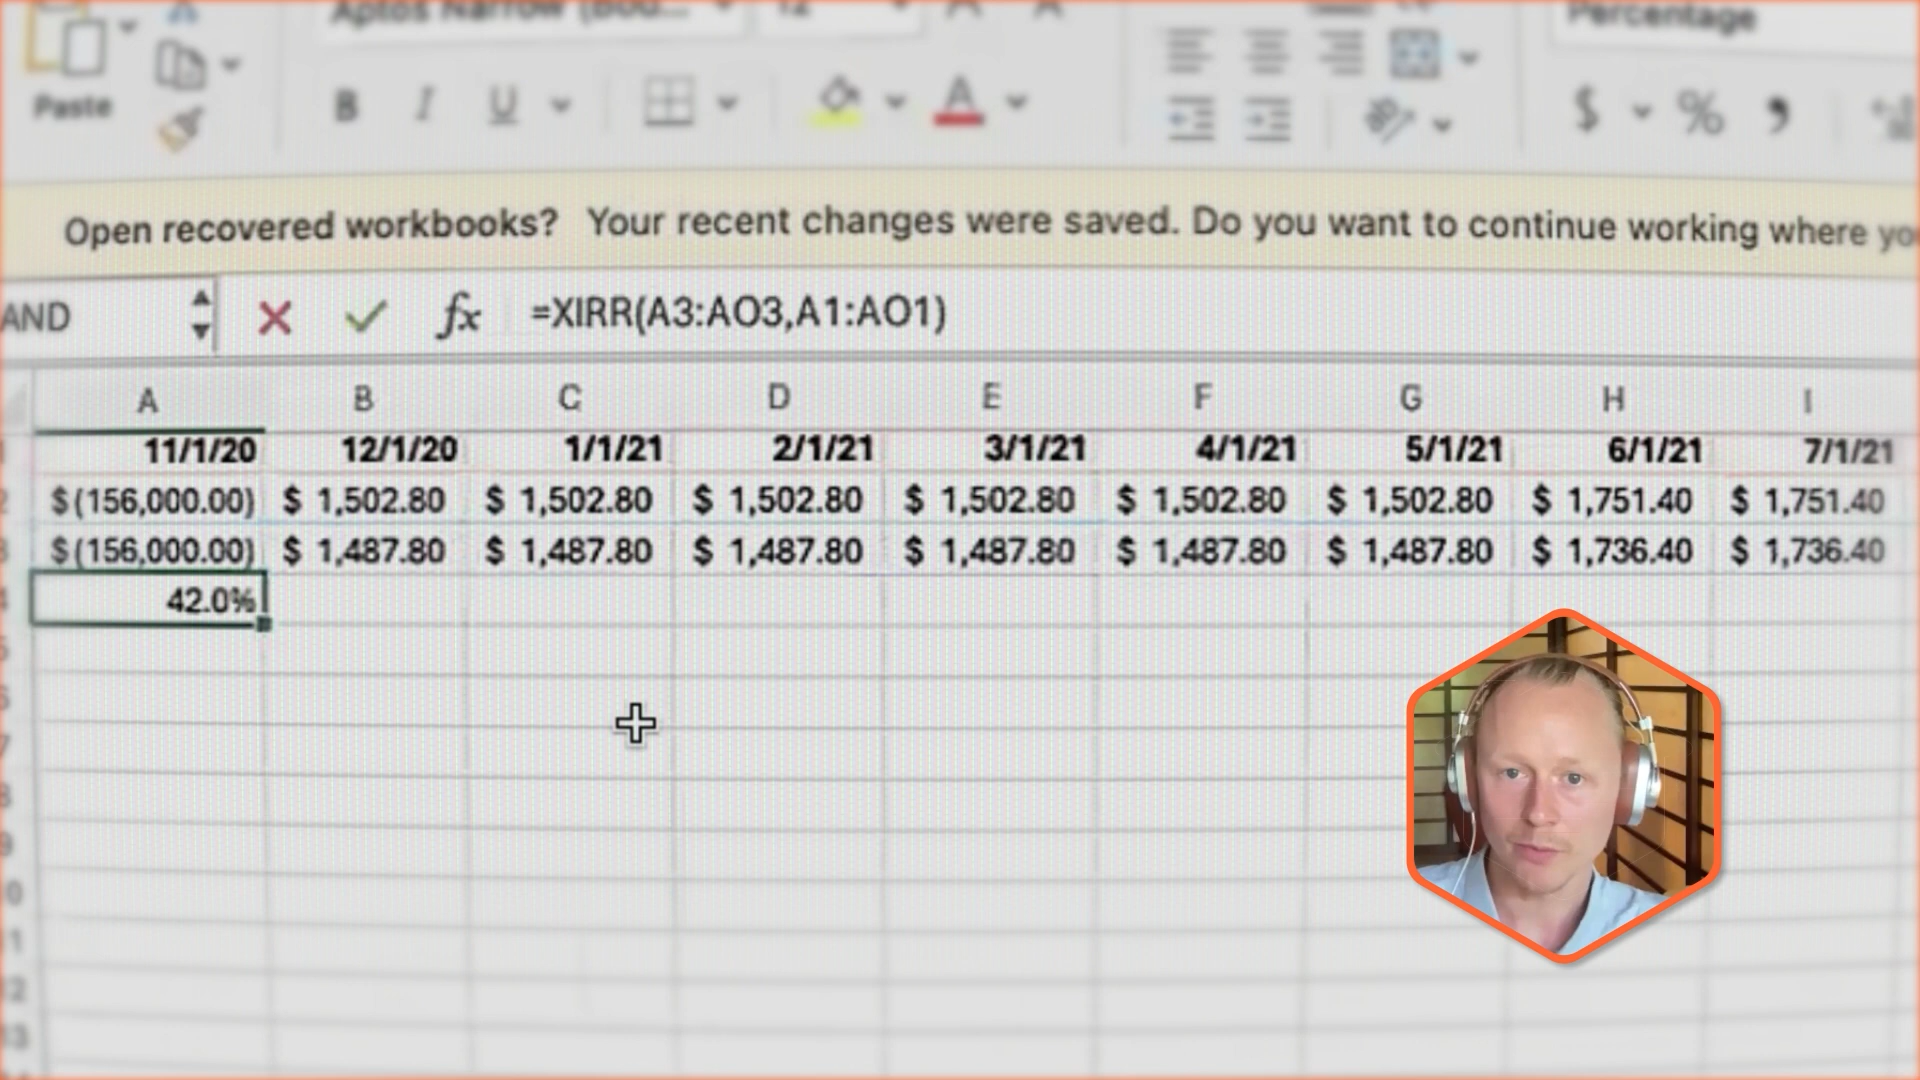 Aptos Narrow (Bod... 12 Percentage
Paste B I U A $ % ,
Open recovered workbooks? Your recent changes were saved. Do you want to continue working where yo
AND =XIRR(A3:AO3,A1:AO1)
A B C D E F G H I
11/1/20 12/1/20 1/1/21 2/1/21 3/1/21 4/1/21 5/1/21 6/1/21 7/1/21
$(156,000.00) $ 1,502.80 $ 1,502.80 $ 1,502.80 $ 1,502.80 $ 1,502.80 $ 1,502.80 $ 1,751.40 $ 1,751.40
$(156,000.00) $ 1,487.80 $ 1,487.80 $ 1,487.80 $ 1,487.80 $ 1,487.80 $ 1,487.80 $ 1,736.40 $ 1,736.40
42.0%